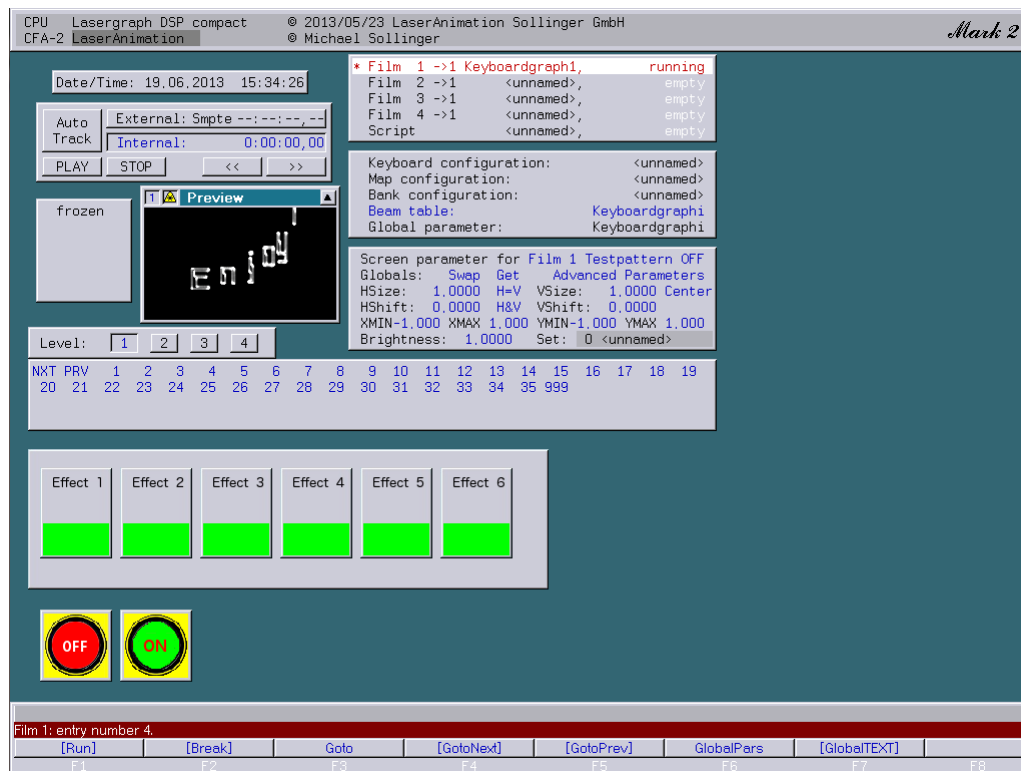 CPU Lasergraph DSP compact © 2013/05/23 LaserAnimation Sollinger GmbH
CFA-2 LaserAnimation © Michael Sollinger
Mark 2
Date/Time: 19.06.2013 15:34:26
Auto Track
External: Smpte --:--:--,--
Internal: 0:00:00,00
PLAY STOP << >>
frozen
1 Preview
Enjoy
* Film 1 ->1 Keyboardgraph1, running
Film 2 ->1 <unnamed>, empty
Film 3 ->1 <unnamed>, empty
Film 4 ->1 <unnamed>, empty
Script <unnamed>, empty
Keyboard configuration: <unnamed>
Map configuration: <unnamed>
Bank configuration: <unnamed>
Beam table: Keyboardgraphi
Global parameter: Keyboardgraphi
Screen parameter for Film 1 Testpattern OFF
Globals: Swap Get Advanced Parameters
HSize: 1,0000 H=V VSize: 1,0000 Center
HShift: 0,0000 H&V VShift: 0,0000
XMIN-1,000 XMAX 1,000 YMIN-1,000 YMAX 1,000
Brightness: 1,0000 Set: 0 <unnamed>
Level: 1 2 3 4
NXT PRV 1 2 3 4 5 6 7 8 9 10 11 12 13 14 15 16 17 18 19
20 21 22 23 24 25 26 27 28 29 30 31 32 33 34 35 999
Effect 1 Effect 2 Effect 3 Effect 4 Effect 5 Effect 6
OFF ON
Film 1: entry number 4.
[Run] [Break] Goto [GotoNext] [GotoPrev] GlobalPars [GlobalTEXT]
F1 F2 F3 F4 F5 F6 F7 F8